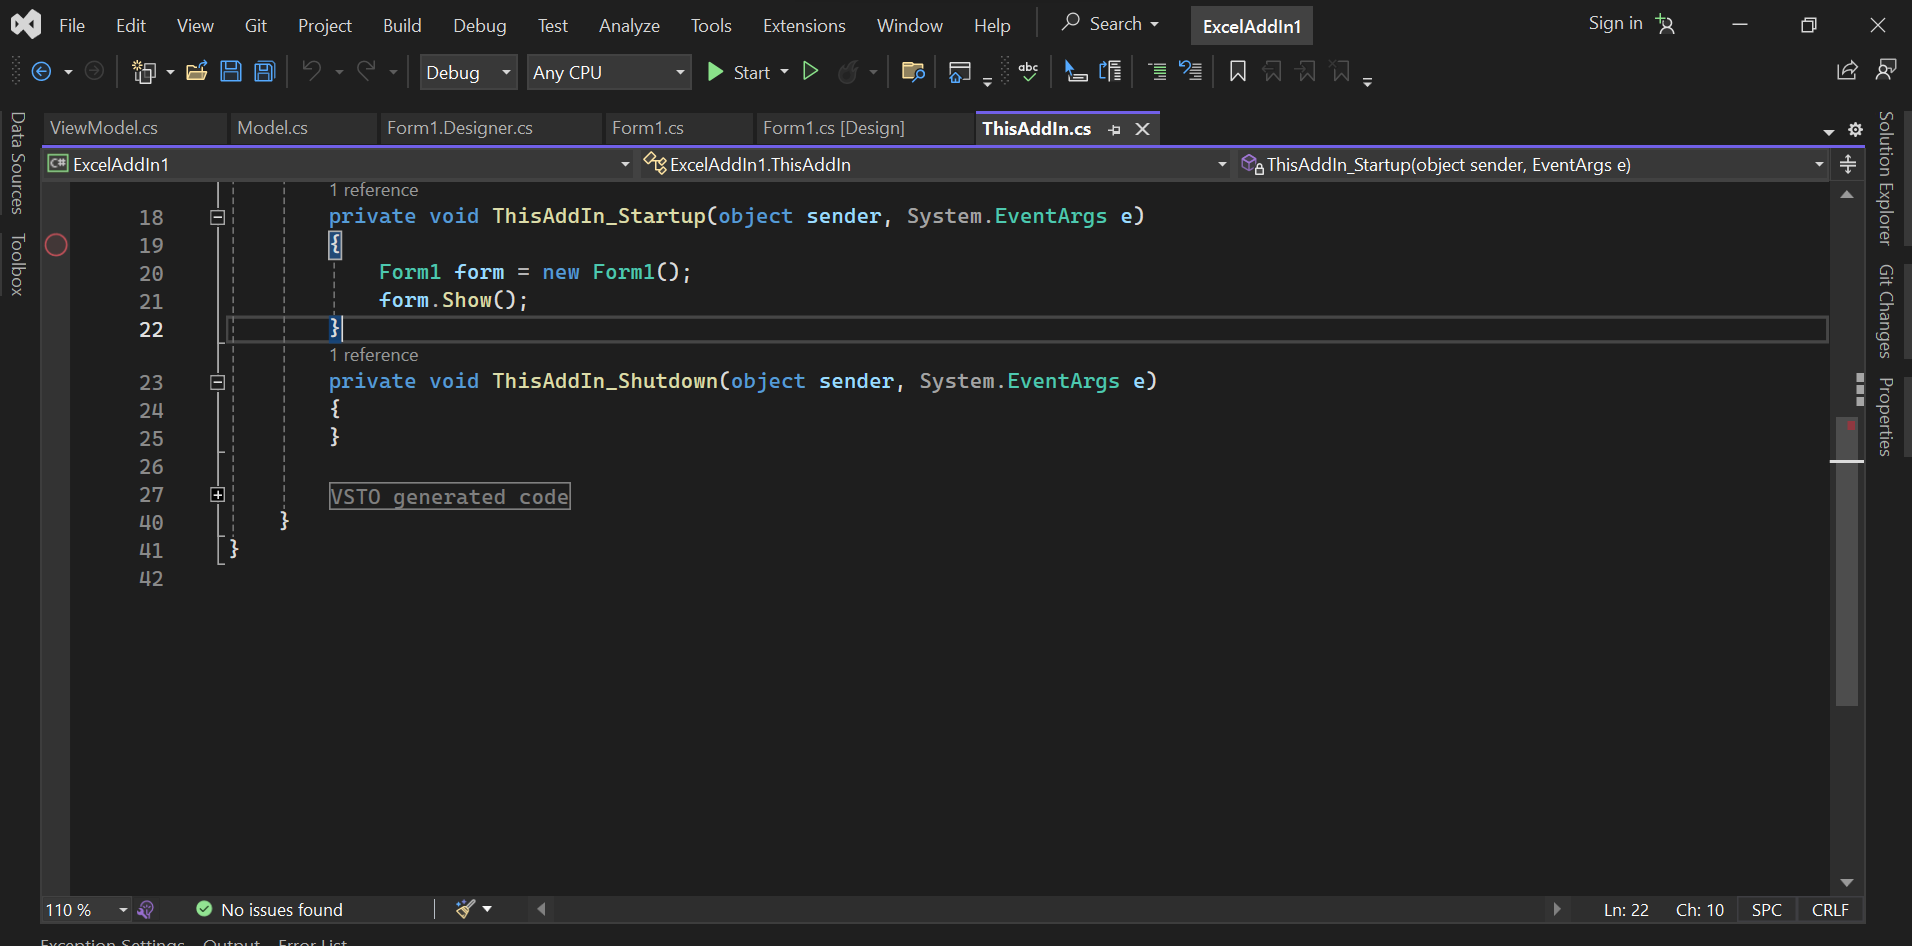 File Edit View Git Project Build Debug Test Analyze Tools Extensions Window Help Search ExcelAddIn1 Sign in
Debug Any CPU Start abc
ViewModel.cs Model.cs Form1.Designer.cs Form1.cs Form1.cs [Design] ThisAddIn.cs
C# ExcelAddIn1 ExcelAddIn1.ThisAddIn ThisAddIn_Startup(object sender, EventArgs e)
Data Sources
Toolbox
1 reference
18 private void ThisAddIn_Startup(object sender, System.EventArgs e)
19 {
20 Form1 form = new Form1();
21 form.Show();
22 }
1 reference
23 private void ThisAddIn_Shutdown(object sender, System.EventArgs e)
24 {
25 }
26
27 VSTO generated code
40 }
41 }
42
Solution Explorer
Git Changes
Properties
110 % No issues found Ln: 22 Ch: 10 SPC CRLF
Exception Settings Output Error List